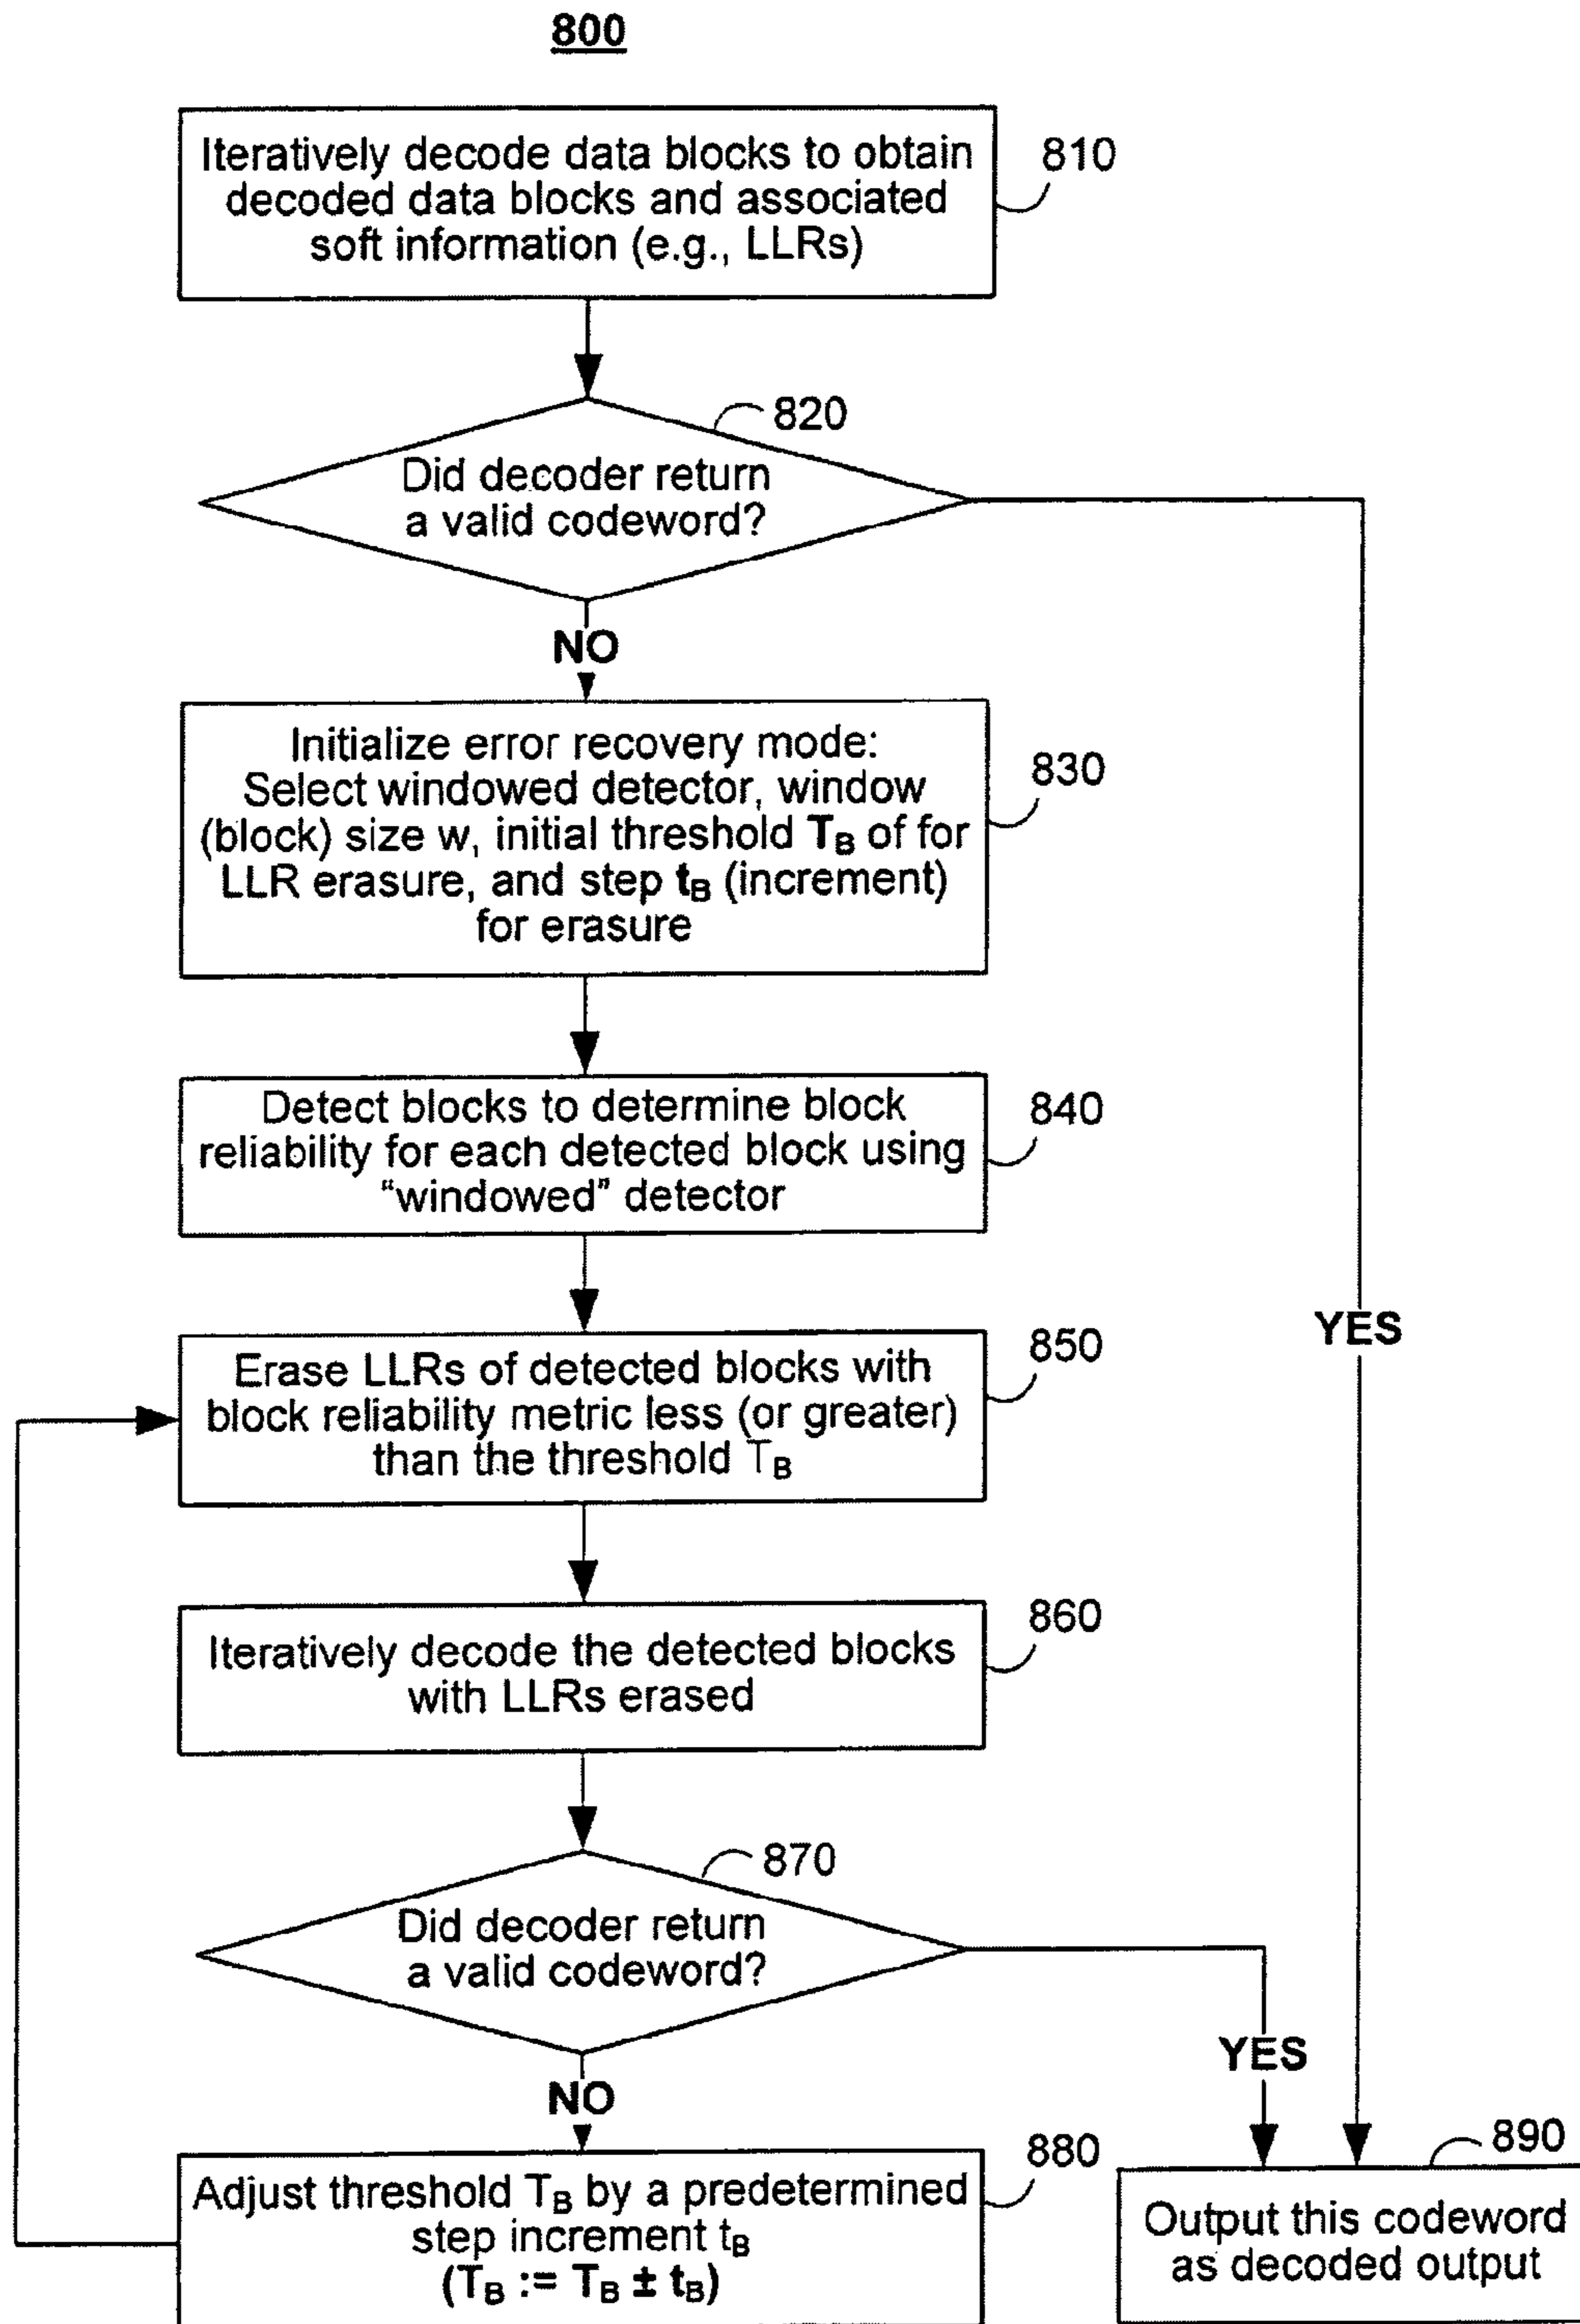 800
Iteratively decode data blocks to obtain
decoded data blocks and associated
soft information (e.g., LLRs)
810
820
Did decoder return
a valid codeword?
NO
Initialize error recovery mode:
Select windowed detector, window
(block) size w, initial threshold TB of for
LLR erasure, and step tB (increment)
for erasure
830
Detect blocks to determine block
reliability for each detected block using
“windowed” detector
840
YES
Erase LLRs of detected blocks with
block reliability metric less (or greater)
than the threshold TB
850
Iteratively decode the detected blocks
with LLRs erased
860
870
Did decoder return
a valid codeword?
YES
NO
Adjust threshold TB by a predetermined
step increment tB
(TB := TB ± tB)
880
890
Output this codeword
as decoded output